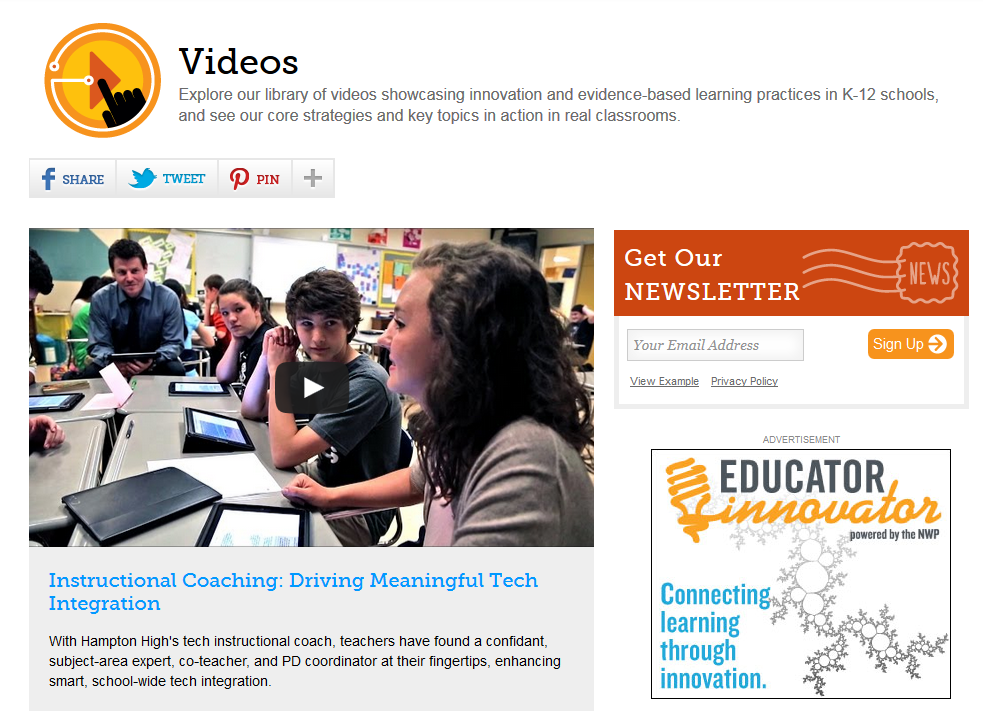 Videos
Explore our library of videos showcasing innovation and evidence-based learning practices in K-12 schools,
and see our core strategies and key topics in action in real classrooms.
SHARE TWEET PIN
Get Our
NEWSLETTER
NEWS
Your Email Address
Sign Up
View Example Privacy Policy
ADVERTISEMENT
EDUCATOR
innovator
powered by the NWP
Connecting
learning
through
innovation.
Instructional Coaching: Driving Meaningful Tech
Integration
With Hampton High's tech instructional coach, teachers have found a confidant,
subject-area expert, co-teacher, and PD coordinator at their fingertips, enhancing
smart, school-wide tech integration.